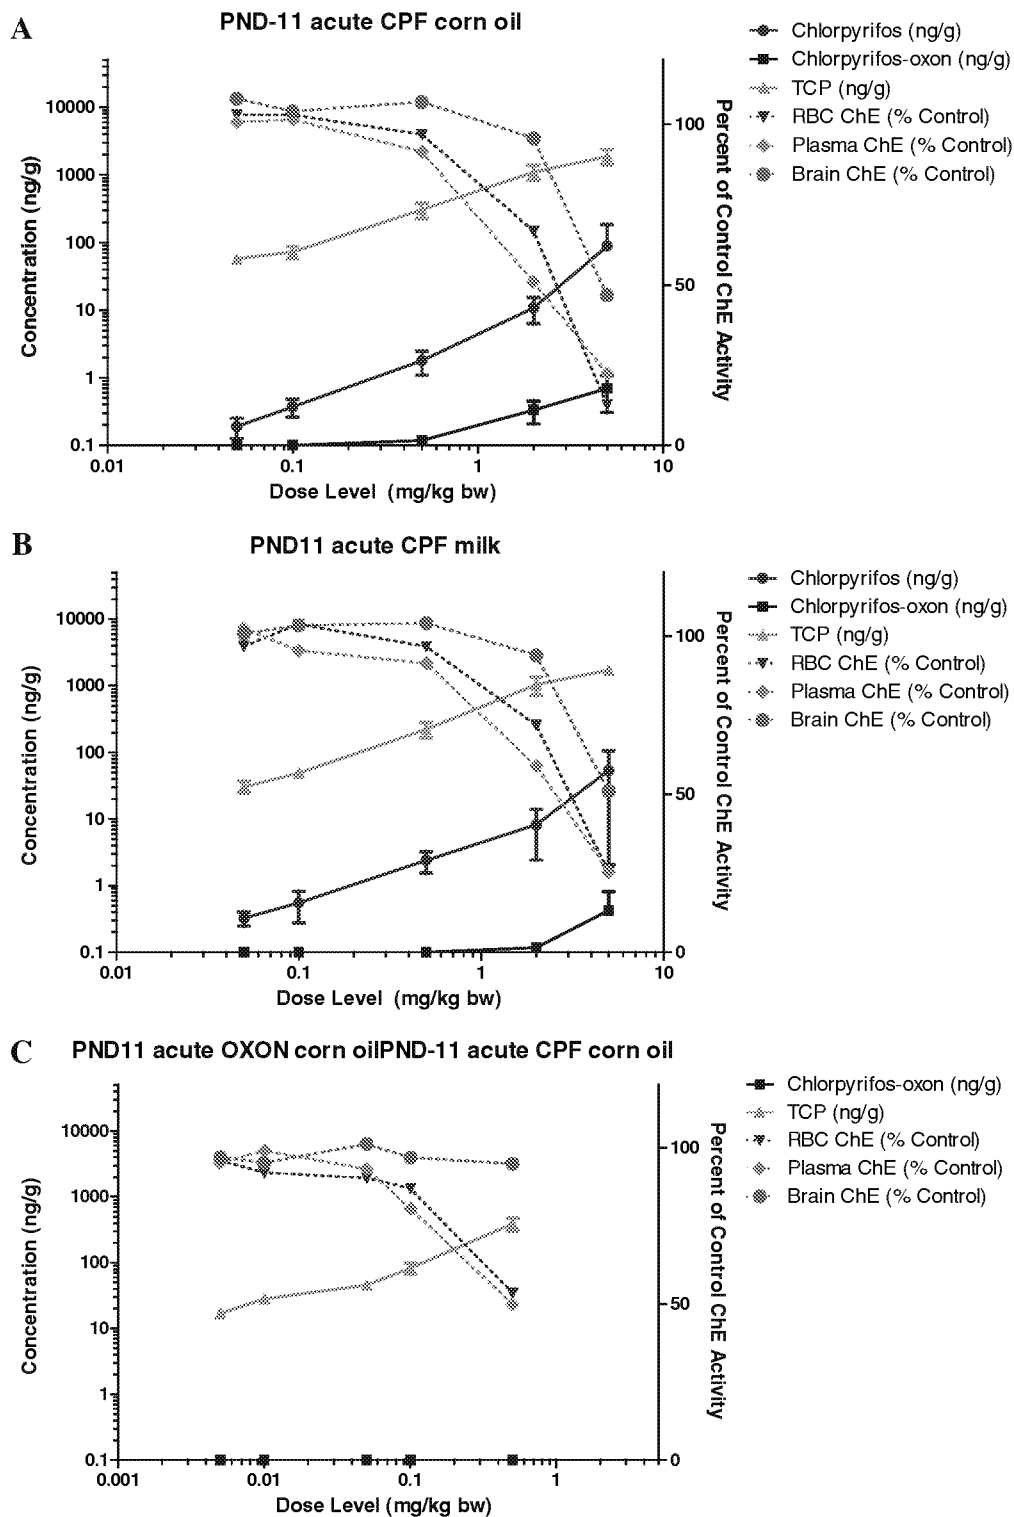 A
PND-11 acute CPF corn oil
Concentration (ng/g)
10000
1000
100
10
1
0.1
0.01
0.1
1
10
Dose Level (mg/kg bw)
100
50
0
Percent of Control ChE Activity
Chlorpyrifos (ng/g)
Chlorpyrifos-oxon (ng/g)
TCP (ng/g)
RBC ChE (% Control)
Plasma ChE (% Control)
Brain ChE (% Control)
B
PND11 acute CPF milk
Concentration (ng/g)
10000
1000
100
10
1
0.1
0.01
0.1
1
10
Dose Level (mg/kg bw)
100
50
0
Percent of Control ChE Activity
Chlorpyrifos (ng/g)
Chlorpyrifos-oxon (ng/g)
TCP (ng/g)
RBC ChE (% Control)
Plasma ChE (% Control)
Brain ChE (% Control)
C
PND11 acute OXON corn oilPND-11 acute CPF corn oil
Concentration (ng/g)
10000
1000
100
10
1
0.1
0.001
0.01
0.1
1
Dose Level (mg/kg bw)
100
50
0
Percent of Control ChE Activity
Chlorpyrifos-oxon (ng/g)
TCP (ng/g)
RBC ChE (% Control)
Plasma ChE (% Control)
Brain ChE (% Control)